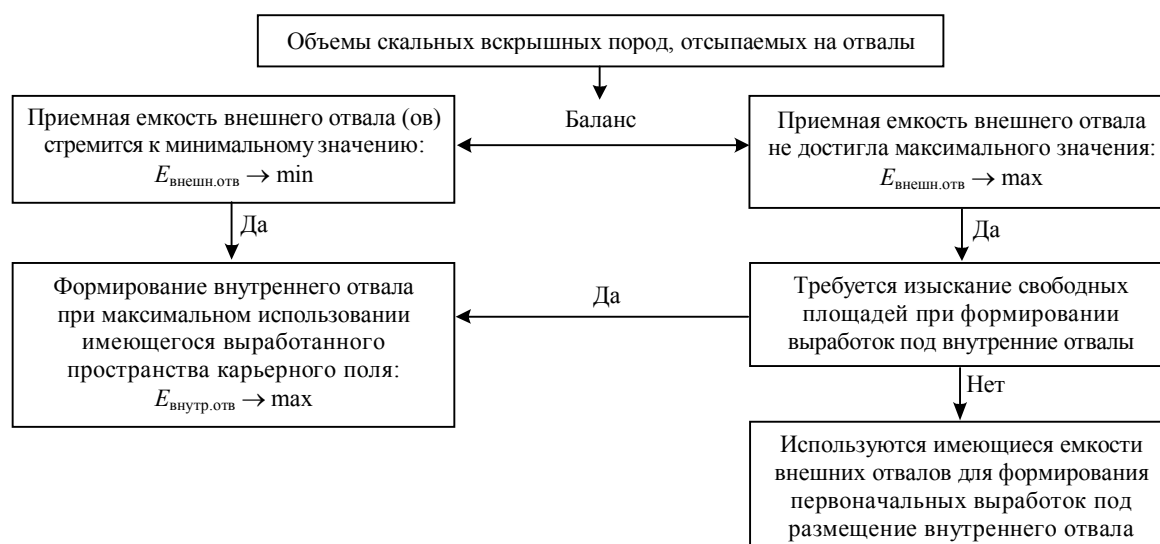 Объемы скальных вскрышных пород, отсыпаемых на отвалы
Приемная емкость внешнего отвала (ов)
стремится к минимальному значению:
Eвнешн.отв → min
Баланс
Приемная емкость внешнего отвала
не достигла максимального значения:
Eвнешн.отв → max
Да
Да
Формирование внутреннего отвала
при максимальном использовании
имеющегося выработанного
пространства карьерного поля:
Eвнутр.отв → max
Да
Требуется изыскание свободных
площадей при формировании
выработок под внутренние отвалы
Нет
Используются имеющиеся емкости
внешних отвалов для формирования
первоначальных выработок под
размещение внутреннего отвала